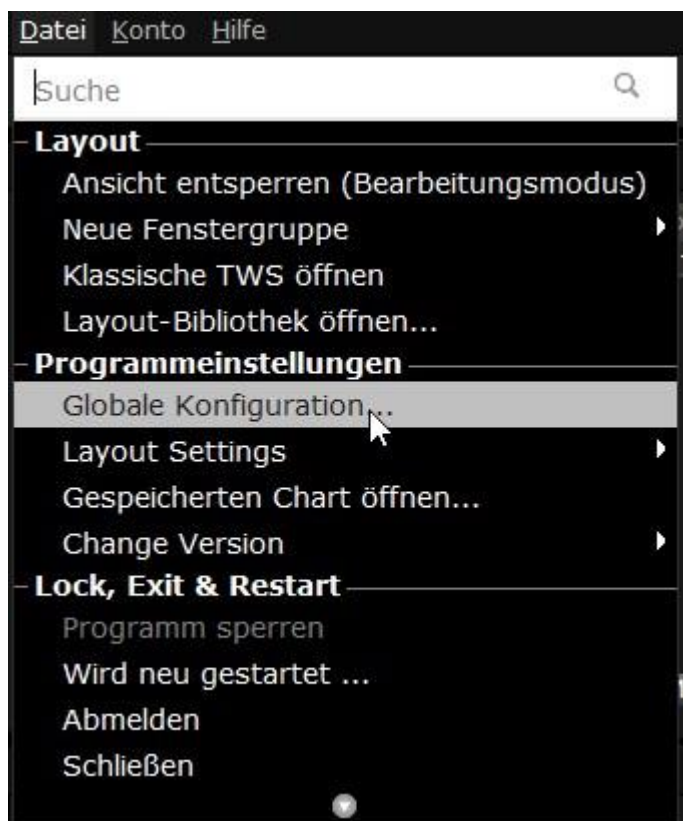 Datei Konto Hilfe
Suche
Layout
Ansicht entsperren (Bearbeitungsmodus)
Neue Fenstergruppe
Klassische TWS öffnen
Layout-Bibliothek öffnen...
Programmeinstellungen
Globale Konfiguration...
Layout Settings
Gespeicherten Chart öffnen...
Change Version
Lock, Exit & Restart
Programm sperren
Wird neu gestartet ...
Abmelden
Schließen